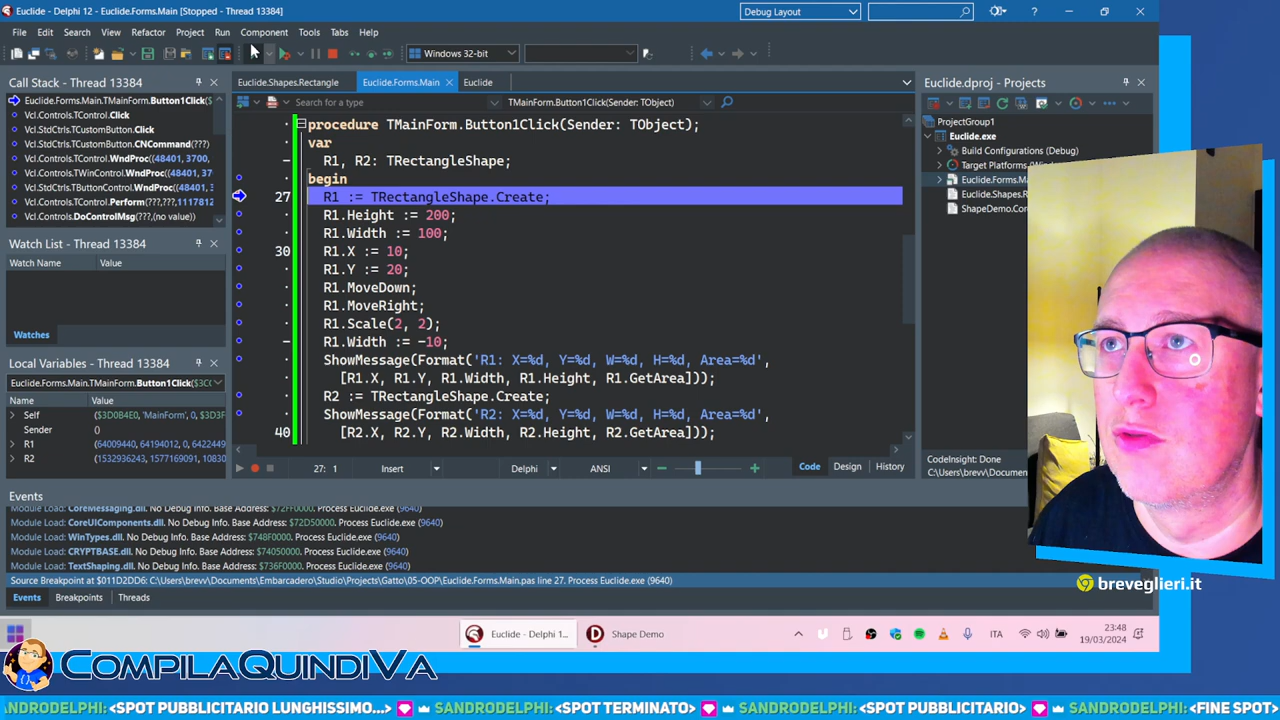 Euclide - Delphi 12 - Euclide.Forms.Main [Stopped - Thread 13384]
Debug Layout
File Edit Search View Refactor Project Run Component Tools Tabs Help
Windows 32-bit
Call Stack - Thread 13384
Euclide.Forms.Main.TMainForm.Button1Click($
Vcl.Controls.TControl.Click
Vcl.StdCtrls.TCustomButton.Click
Vcl.StdCtrls.TCustomButton.CNCommand(???)
Vcl.Controls.TControl.WndProc((48401, 3700,
Vcl.Controls.TWinControl.WndProc((48401, 3
Vcl.StdCtrls.TButtonControl.WndProc((48401,
Vcl.Controls.TControl.Perform(???,???,1117812
Vcl.Controls.DoControlMsg(???,(no value))
Watch List - Thread 13384
Watch Name Value
Watches
Local Variables - Thread 13384
Euclide.Forms.Main.TMainForm.Button1Click($3C
Name Value
Self ($3D0B4E0, 'MainForm', 0, $3D3F
Sender ()
R1 (64009440, 64194012, 0, 6422449
R2 (1532936243, 1577169091, 10830
Euclide.Shapes.Rectangle Euclide.Forms.Main Euclide
Search for a type TMainForm.Button1Click(Sender: TObject)
procedure TMainForm.Button1Click(Sender: TObject);
var
R1, R2: TRectangleShape;
begin
27 R1 := TRectangleShape.Create;
R1.Height := 200;
R1.Width := 100;
30 R1.X := 10;
R1.Y := 20;
R1.MoveDown;
R1.MoveRight;
R1.Scale(2, 2);
R1.Width := -10;
ShowMessage(Format('R1: X=%d, Y=%d, W=%d, H=%d, Area=%d',
[R1.X, R1.Y, R1.Width, R1.Height, R1.GetArea]));
R2 := TRectangleShape.Create;
ShowMessage(Format('R2: X=%d, Y=%d, W=%d, H=%d, Area=%d',
40 [R2.X, R2.Y, R2.Width, R2.Height, R2.GetArea]));
27: 1 Insert Delphi ANSI Code Design History
Euclide.dproj - Projects
ProjectGroup1
Euclide.exe
Build Configurations (Debug)
Target Platforms
Euclide.Forms.Ma
Euclide.Shapes.R
ShapeDemo.Cor
CodeInsight: Done
C:\Users\brevv\Documen
Events
Module Load: CoreMessaging.dll. No Debug Info. Base Address: $72FF0000. Process Euclide.exe (9640)
Module Load: CoreUIComponents.dll. No Debug Info. Base Address: $72D50000. Process Euclide.exe (9640)
Module Load: WinTypes.dll. No Debug Info. Base Address: $748F0000. Process Euclide.exe (9640)
Module Load: CRYPTBASE.dll. No Debug Info. Base Address: $74050000. Process Euclide.exe (9640)
Module Load: TextShaping.dll. No Debug Info. Base Address: $736F0000. Process Euclide.exe (9640)
Source Breakpoint at $011D2DD6: C:\Users\brevv\Documents\Embarcadero\Studio\Projects\Gatto\05-OOP\Euclide.Forms.Main.pas line 27. Process Euclide.exe (9640)
Events Breakpoints Threads
breveglieri.it
Euclide - Delphi 1... Shape Demo ITA 23:48
19/03/2024
COMPILAQUINDIVA
SANDRODELPHI: <SPOT PUBBLICITARIO LUNGHISSIMO...> SANDRODELPHI: <SPOT TERMINATO> SANDRODELPHI: <SPOT PUBBLICITARIO> SANDRODELPHI: <FINE SPOT>